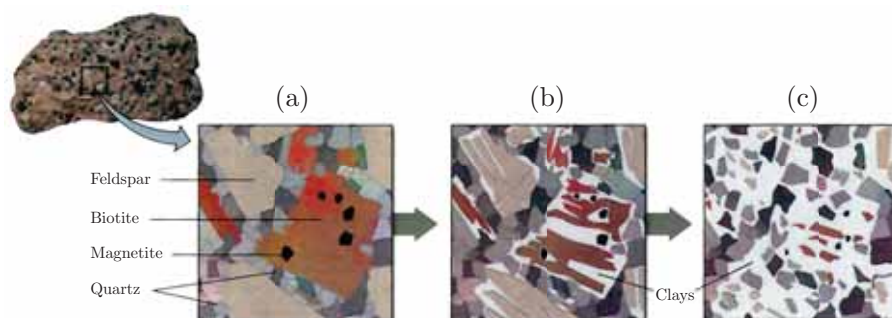 (a)
(b)
(c)
Feldspar
Biotite
Magnetite
Quartz
Clays